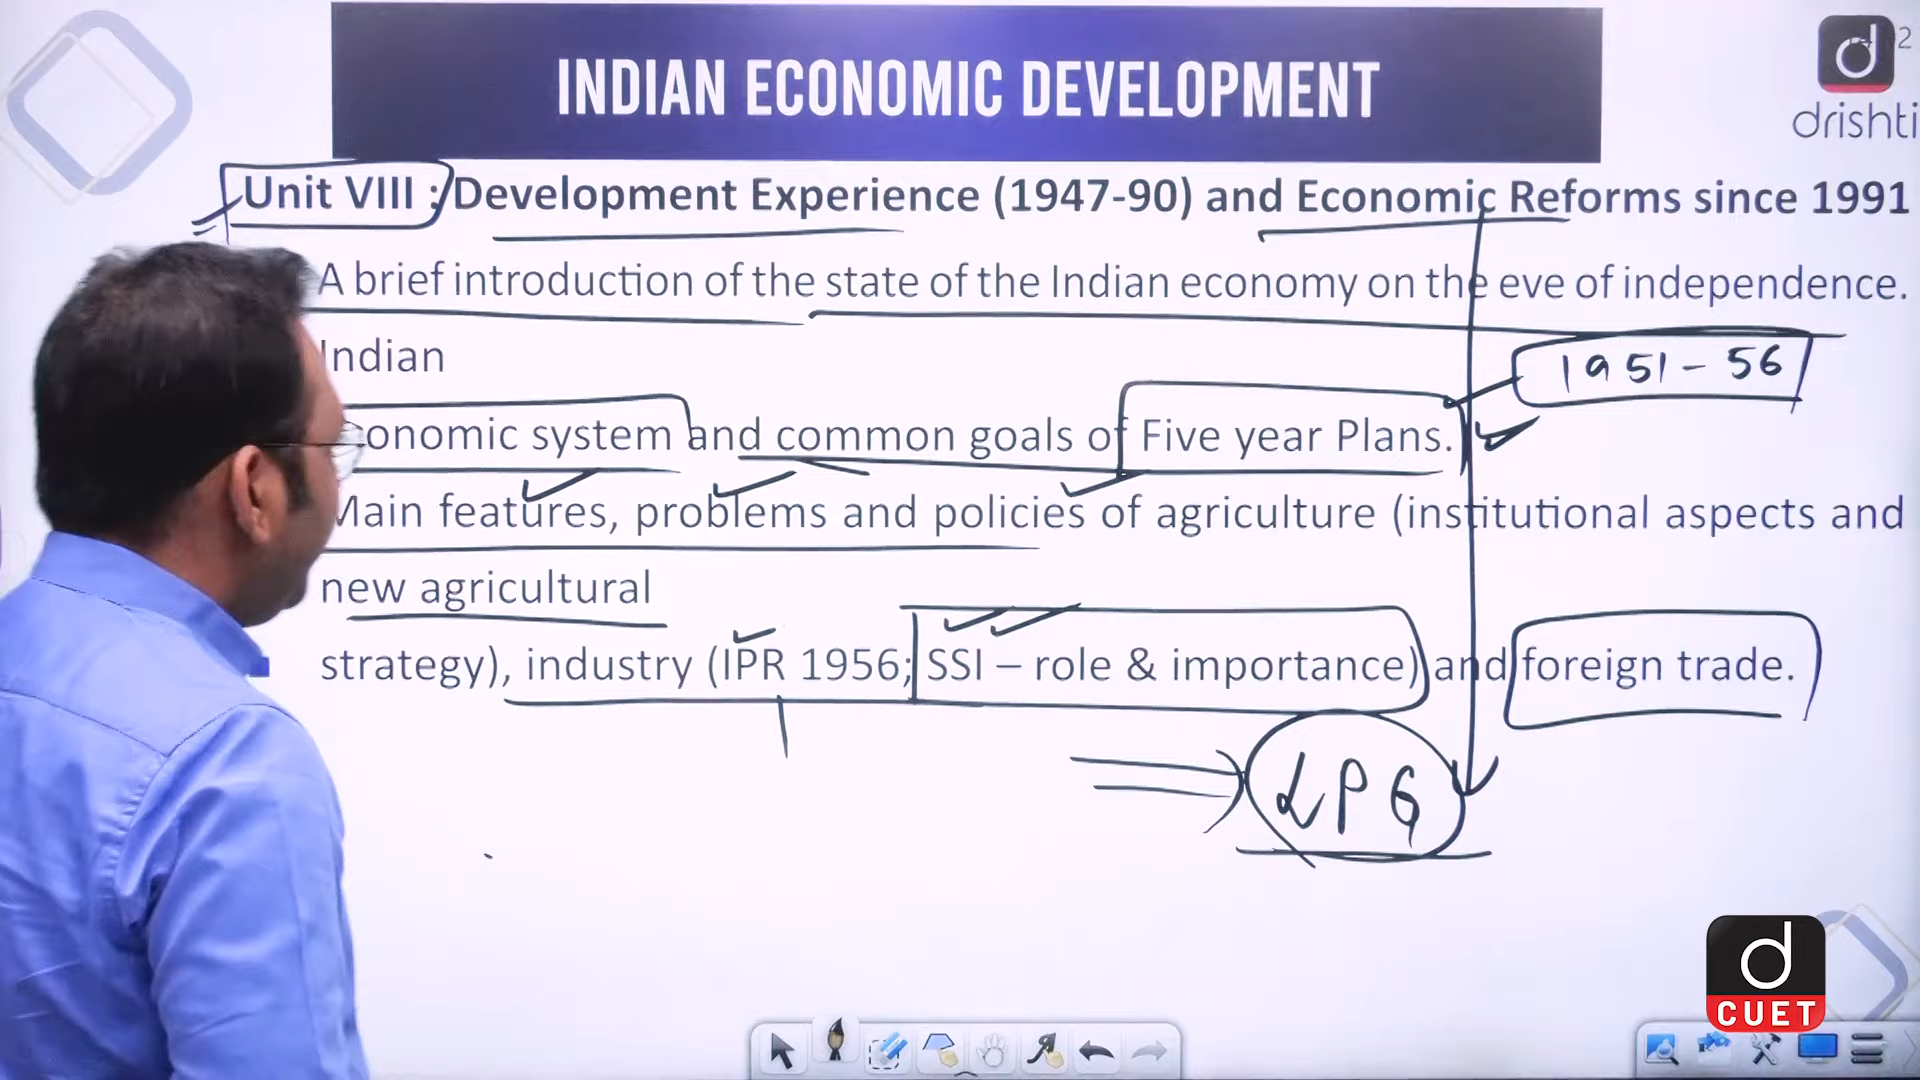 INDIAN ECONOMIC DEVELOPMENT
2
drishti
Unit VIII : Development Experience (1947-90) and Economic Reforms since 1991
A brief introduction of the state of the Indian economy on the eve of independence.
Indian
1951-56
conomic system and common goals of Five year Plans.
Main features, problems and policies of agriculture (institutional aspects and
new agricultural
strategy), industry (IPR 1956; SSI – role & importance) and foreign trade.
LPG
d
CUET